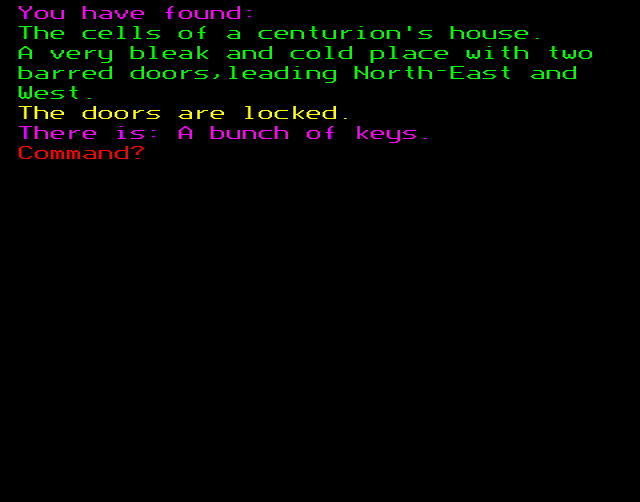 You have found:
The cells of a centurion's house.
A very bleak and cold place with two
barred doors,leading North-East and
West.
The doors are locked.
There is: A bunch of keys.
Command?